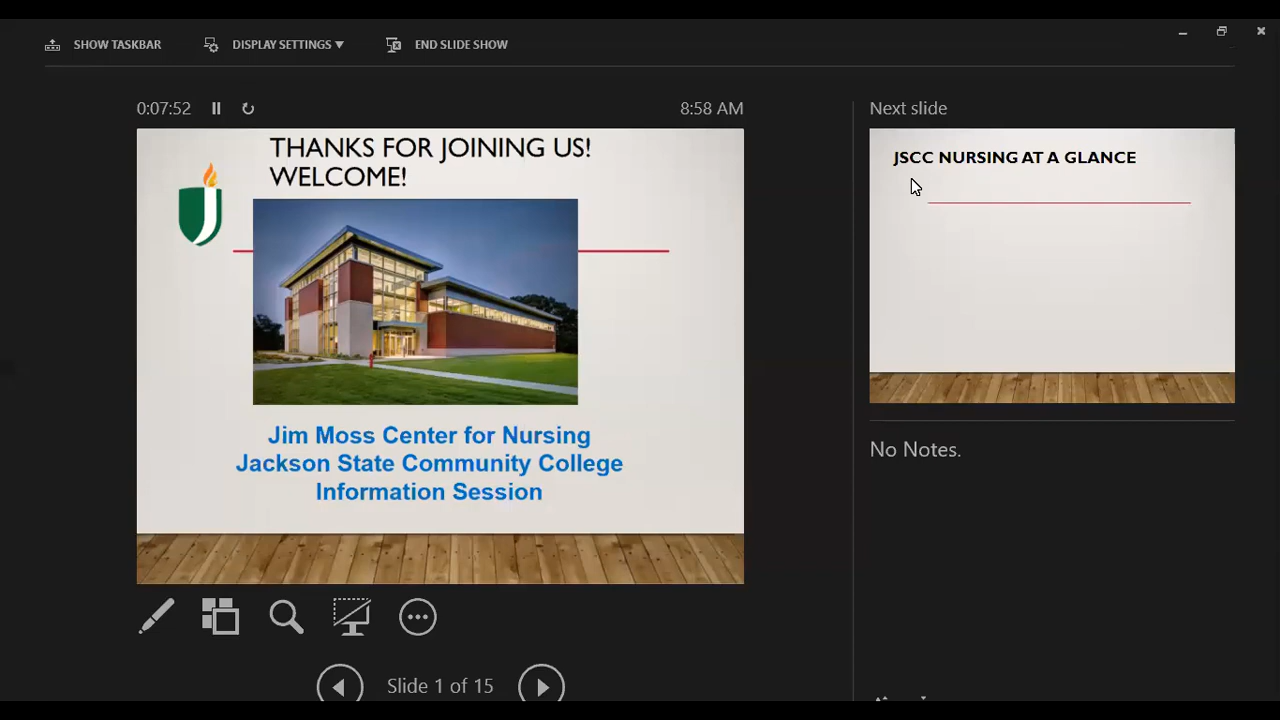 SHOW TASKBAR
DISPLAY SETTINGS ▼
END SLIDE SHOW
0:07:52
8:58 AM
Next slide
THANKS FOR JOINING US!
WELCOME!
Jim Moss Center for Nursing
Jackson State Community College
Information Session
JSCC NURSING AT A GLANCE
No Notes.
Slide 1 of 15